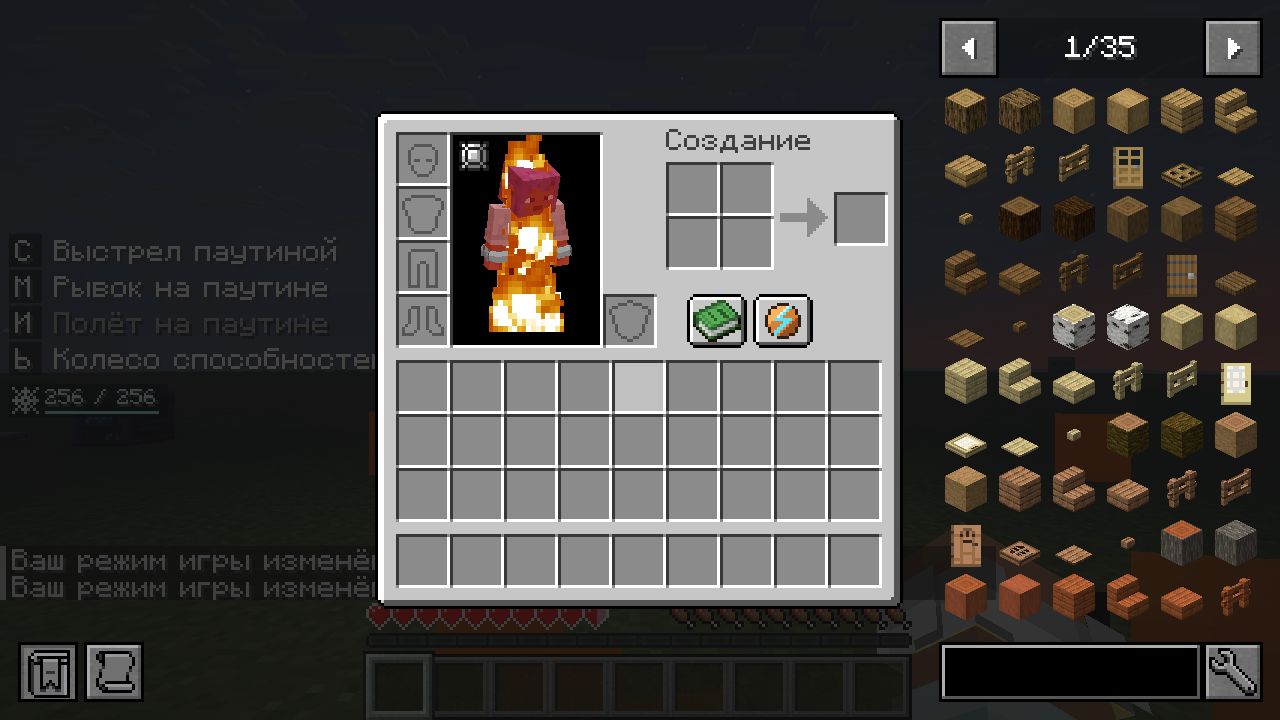 1/35
Создание
С Выстрел паутиной
М Рывок на паутине
И Полёт на паутине
Ь Колесо способносте
256 / 256
Ваш режим игры изменё
Ваш режим игры изменё